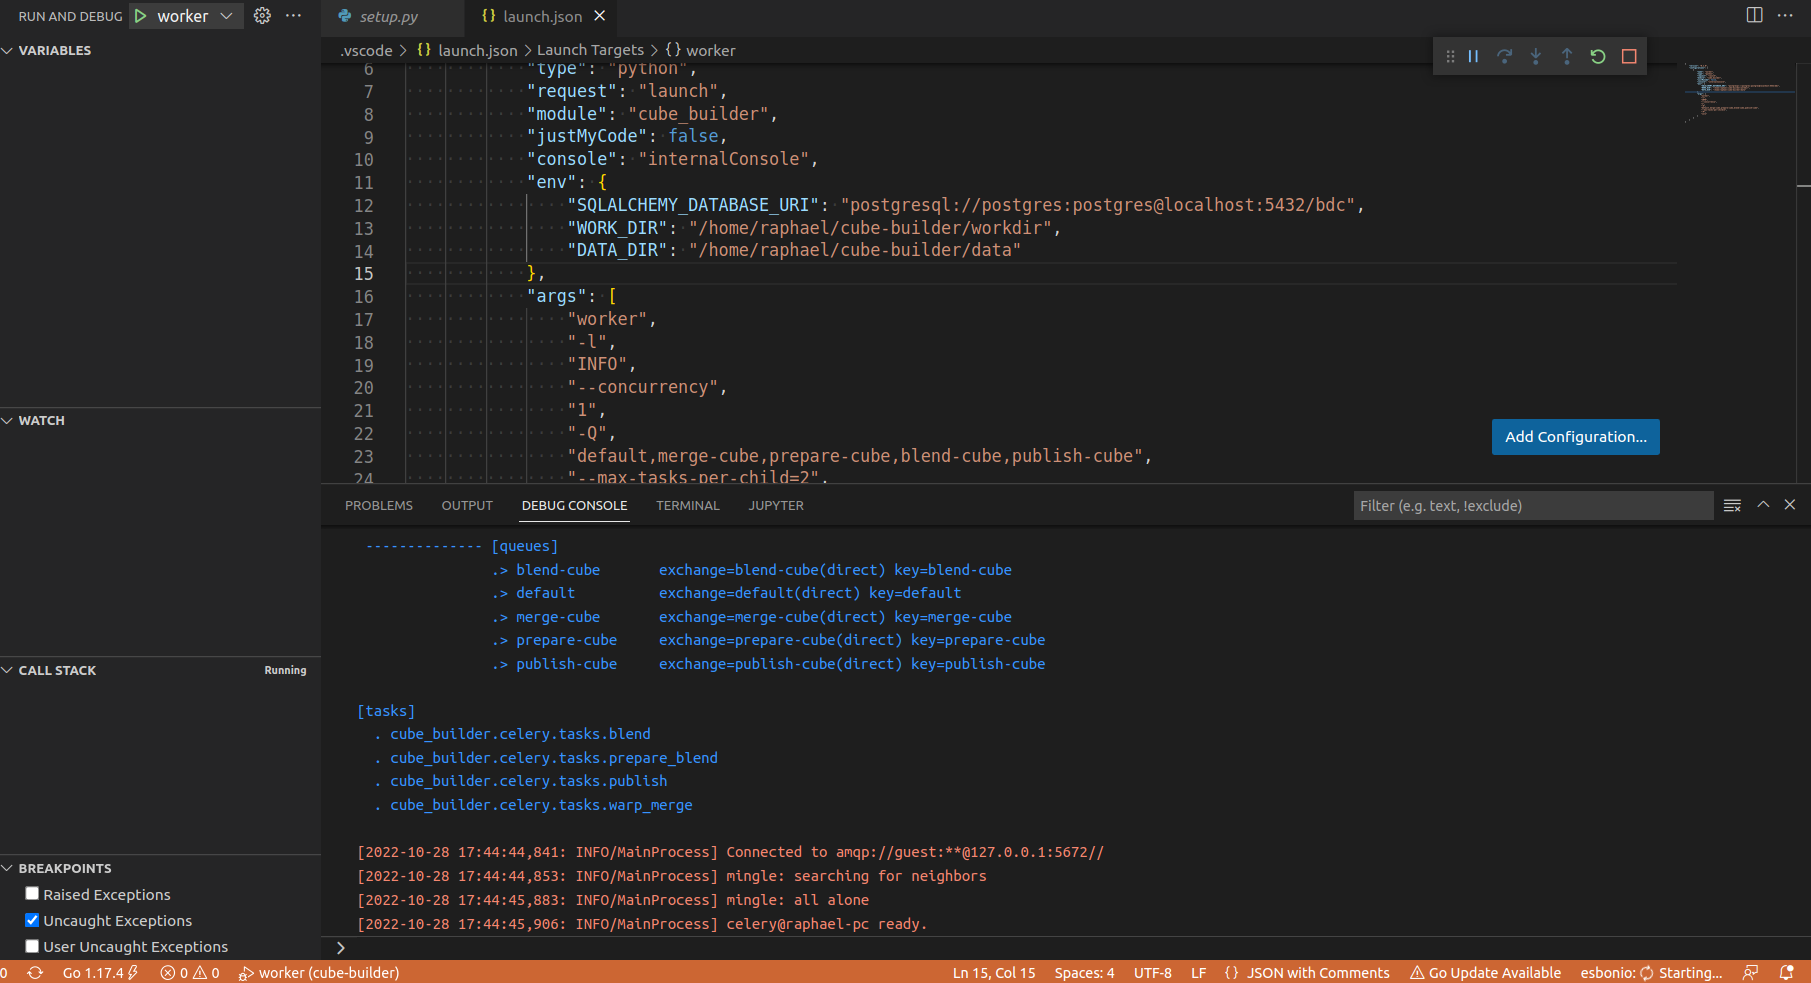 RUN AND DEBUG worker
VARIABLES
WATCH
CALL STACK Running
BREAKPOINTS
Raised Exceptions
Uncaught Exceptions
User Uncaught Exceptions
setup.py {} launch.json
.vscode > {} launch.json > Launch Targets > {} worker
6 "type": "python",
7 "request": "launch",
8 "module": "cube_builder",
9 "justMyCode": false,
10 "console": "internalConsole",
11 "env": {
12 "SQLALCHEMY_DATABASE_URI": "postgresql://postgres:postgres@localhost:5432/bdc",
13 "WORK_DIR": "/home/raphael/cube-builder/workdir",
14 "DATA_DIR": "/home/raphael/cube-builder/data"
15 },
16 "args": [
17 "worker",
18 "-l",
19 "INFO",
20 "--concurrency",
21 "1",
22 "-Q",
23 "default,merge-cube,prepare-cube,blend-cube,publish-cube",
24 "--max-tasks-per-child=2",
Add Configuration...
PROBLEMS OUTPUT DEBUG CONSOLE TERMINAL JUPYTER
Filter (e.g. text, !exclude)
-------------- [queues]
.> blend-cube exchange=blend-cube(direct) key=blend-cube
.> default exchange=default(direct) key=default
.> merge-cube exchange=merge-cube(direct) key=merge-cube
.> prepare-cube exchange=prepare-cube(direct) key=prepare-cube
.> publish-cube exchange=publish-cube(direct) key=publish-cube
[tasks]
. cube_builder.celery.tasks.blend
. cube_builder.celery.tasks.prepare_blend
. cube_builder.celery.tasks.publish
. cube_builder.celery.tasks.warp_merge
[2022-10-28 17:44:44,841: INFO/MainProcess] Connected to amqp://guest:**@127.0.0.1:5672//
[2022-10-28 17:44:44,853: INFO/MainProcess] mingle: searching for neighbors
[2022-10-28 17:44:45,883: INFO/MainProcess] mingle: all alone
[2022-10-28 17:44:45,906: INFO/MainProcess] celery@raphael-pc ready.
>
0 Go 1.17.4 0 0 worker (cube-builder) Ln 15, Col 15 Spaces: 4 UTF-8 LF {} JSON with Comments Go Update Available esbonio: Starting...